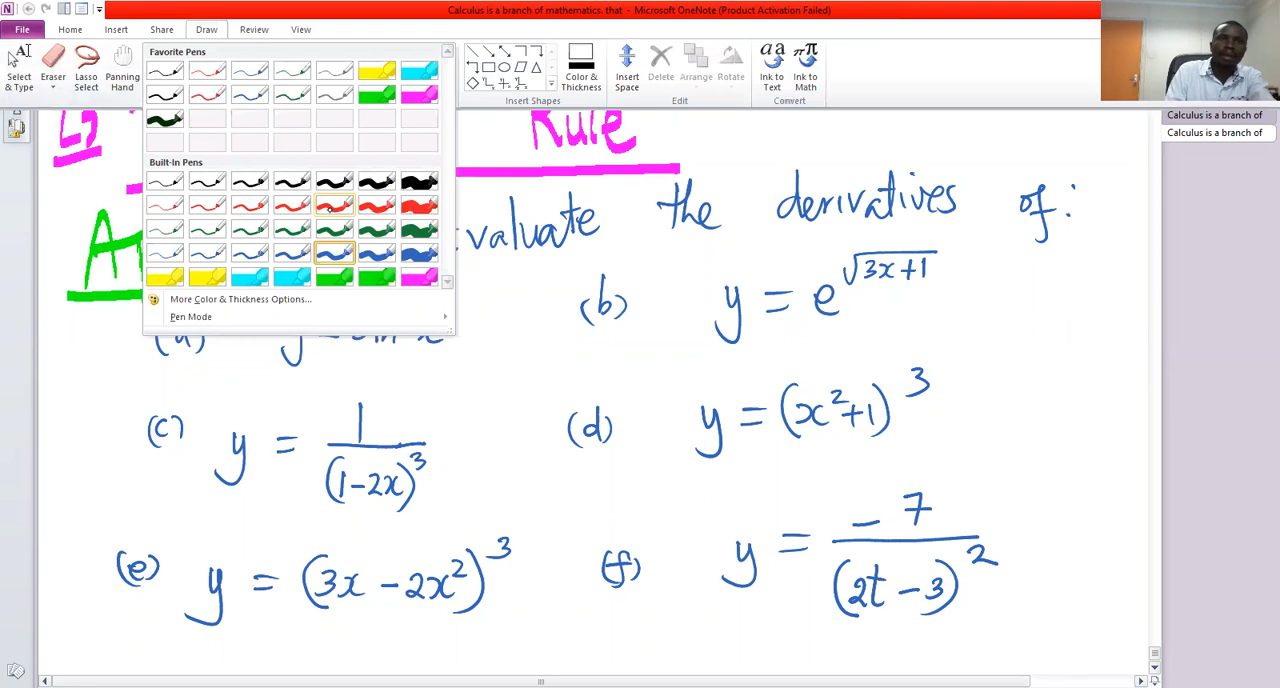 Calculus is a branch of mathematics. that - Microsoft OneNote (Product Activation Failed)
File Home Insert Share Draw Review View
Select & Type
Eraser
Lasso Select
Panning Hand
Favorite Pens
Built-In Pens
More Color & Thickness Options...
Pen Mode
Color & Thickness
Insert Space
Delete
Arrange
Rotate
Ink to Text
Ink to Math
Insert Shapes
Edit
Convert
Calculus is a branch of
Calculus is a branch of
Rule
valuate the derivatives of:
(b) y = e^√(3x+1)
(c) y = 1/(1-2x)^3
(d) y = (x^2+1)^3
(e) y = (3x - 2x^2)^3
(f) y = -7/(2t - 3)^2